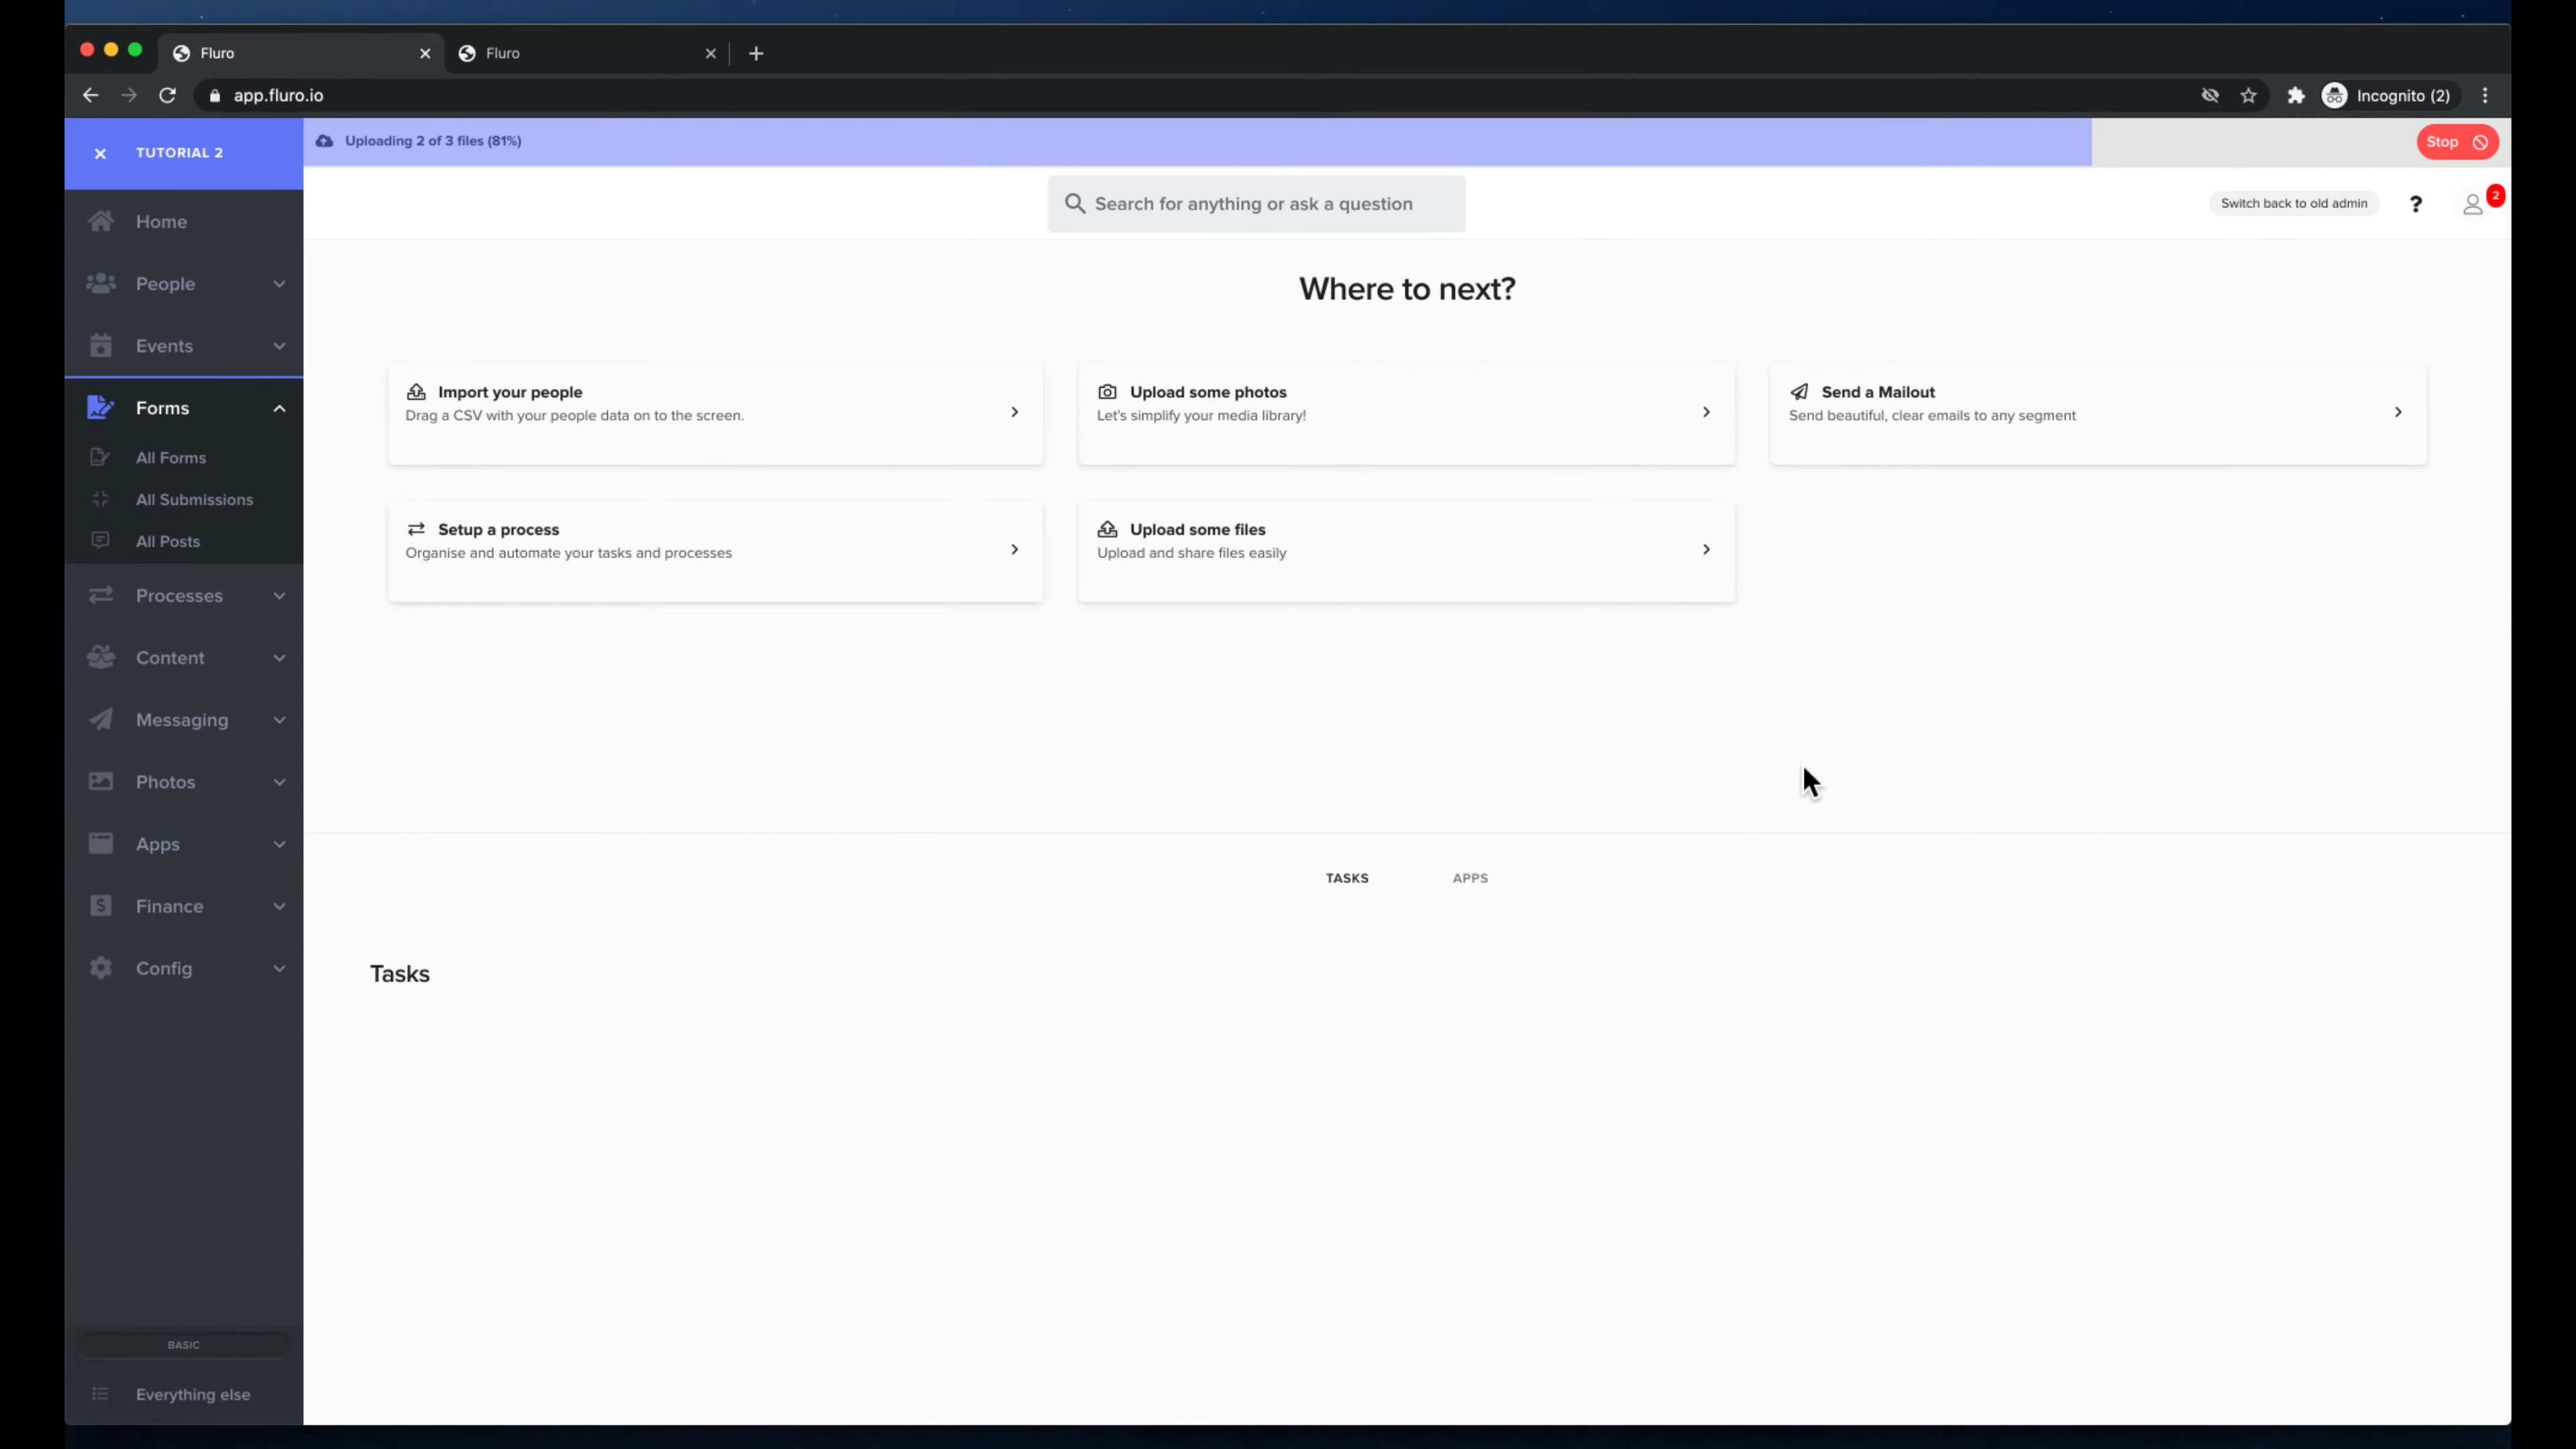 Fluro
Fluro
app.fluro.io
Incognito (2)
TUTORIAL 2
Uploading 2 of 3 files (81%)
Stop
Search for anything or ask a question
Switch back to old admin
?
2
Home
People
Events
Forms
All Forms
All Submissions
All Posts
Processes
Content
Messaging
Photos
Apps
Finance
Config
BASIC
Everything else
Where to next?
Import your people
Drag a CSV with your people data on to the screen.
Upload some photos
Let's simplify your media library!
Send a Mailout
Send beautiful, clear emails to any segment
Setup a process
Organise and automate your tasks and processes
Upload some files
Upload and share files easily
TASKS
APPS
Tasks